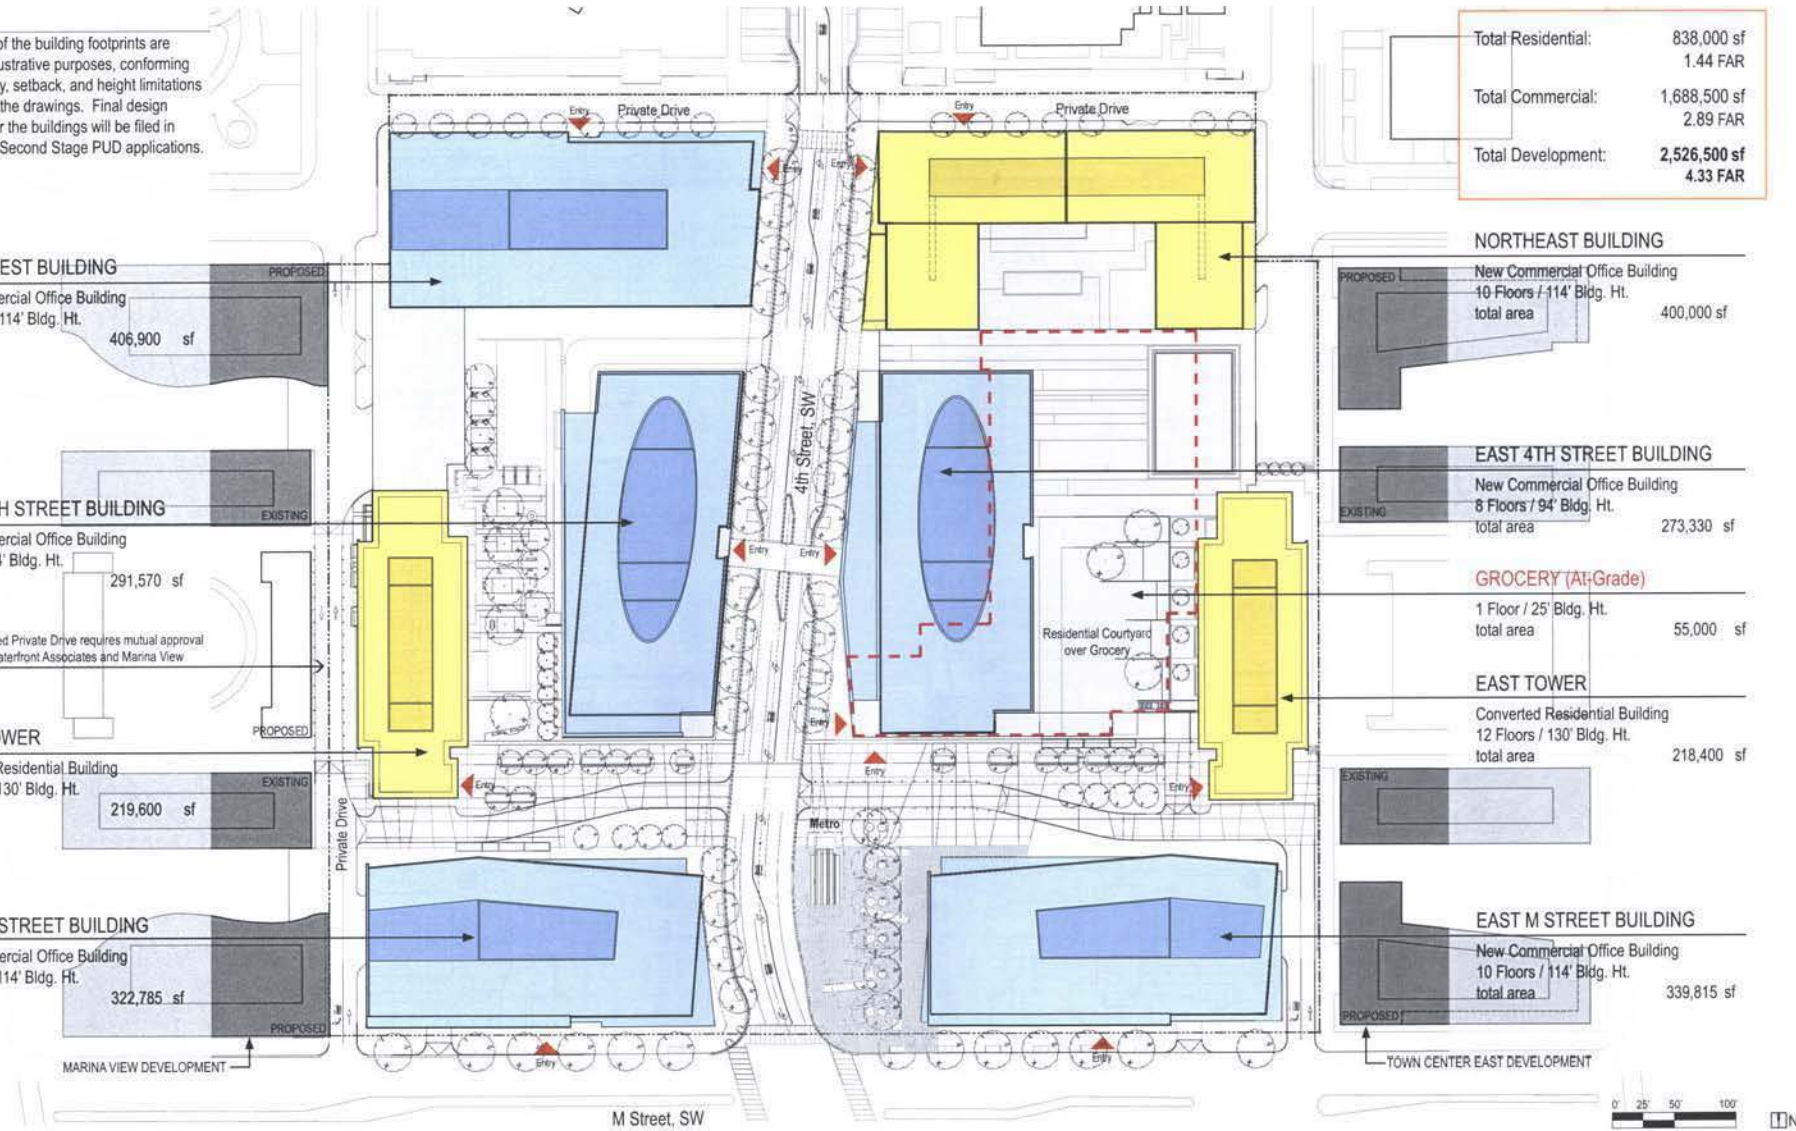 of the building footprints are
ustrative purposes, conforming
y, setback, and height limitations
the drawings. Final design
r the buildings will be filed in
Second Stage PUD applications.
EST BUILDING
ercial Office Building
114' Bldg. Ht.
406,900 sf
H STREET BUILDING
ercial Office Building
4' Bldg. Ht.
291,570 sf
ed Private Drive requires mutual approval
aterfront Associates and Marina View
OWER
Residential Building
130' Bldg. Ht.
219,600 sf
STREET BUILDING
ercial Office Building
114' Bldg. Ht.
322,785 sf
MARINA VIEW DEVELOPMENT
PROPOSED
EXISTING
PROPOSED
EXISTING
PROPOSED
Private Drive
Entry
Private Drive
Entry
Private Drive
Entry
Entry
4th Street, SW
Entry
Entry
Residential Courtyard
over Grocery
Entry
Entry
Entry
Entry
Metro
Entry
Entry
M Street, SW
Total Residential: 838,000 sf
1.44 FAR
Total Commercial: 1,688,500 sf
2.89 FAR
Total Development: 2,526,500 sf
4.33 FAR
NORTHEAST BUILDING
New Commercial Office Building
10 Floors / 114' Bldg. Ht.
total area 400,000 sf
PROPOSED
EAST 4TH STREET BUILDING
New Commercial Office Building
8 Floors / 94' Bldg. Ht.
total area 273,330 sf
EXISTING
GROCERY (At-Grade)
1 Floor / 25' Bldg. Ht.
total area 55,000 sf
EAST TOWER
Converted Residential Building
12 Floors / 130' Bldg. Ht.
total area 218,400 sf
EXISTING
EAST M STREET BUILDING
New Commercial Office Building
10 Floors / 114' Bldg. Ht.
total area 339,815 sf
PROPOSED
TOWN CENTER EAST DEVELOPMENT
0' 25' 50' 100'
N